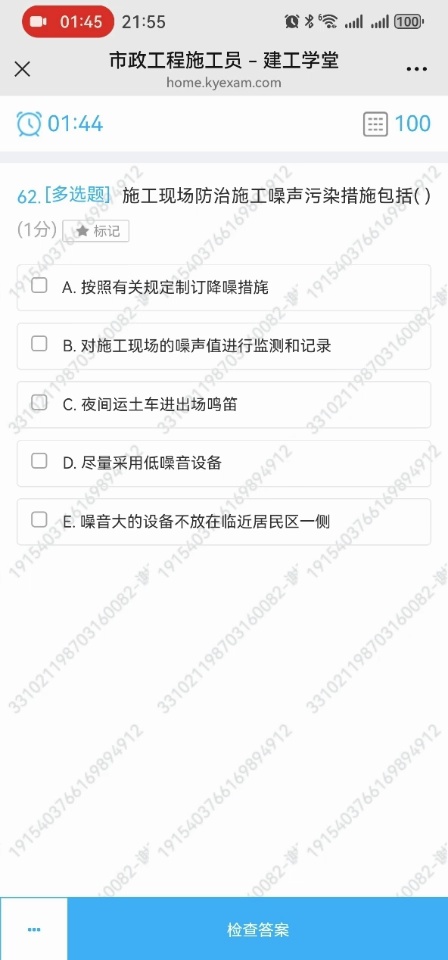 01:45 21:55 100
市政工程施工员 – 建工学堂
home.kyexam.com
01:44 100
62. [多选题] 施工现场防治施工噪声污染措施包括( )
(1分) ★ 标记
A. 按照有关规定制订降噪措旄
B. 对施工现场的噪声值进行监测和记录
C. 夜间运土车进出场鸣笛
D. 尽量采用低噪音设备
E. 噪音大的设备不放在临近居民区一侧
检查答案